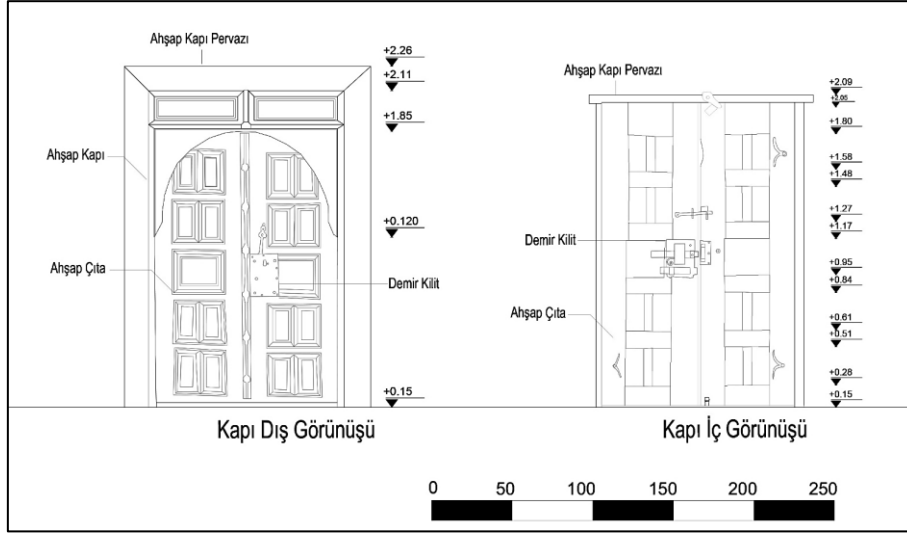 Ahşap Kapı Pervazı
+2.26
+2.11
+1.85
Ahşap Kapı
+0.120
Ahşap Çıta
Demir Kilit
+0.15
Kapı Dış Görünüşü
Ahşap Kapı Pervazı
+2.09
+2.05
+1.80
+1.58
+1.48
+1.27
+1.17
Demir Kilit
+0.95
+0.84
Ahşap Çıta
+0.61
+0.51
+0.28
+0.15
Kapı İç Görünüşü
0 50 100 150 200 250